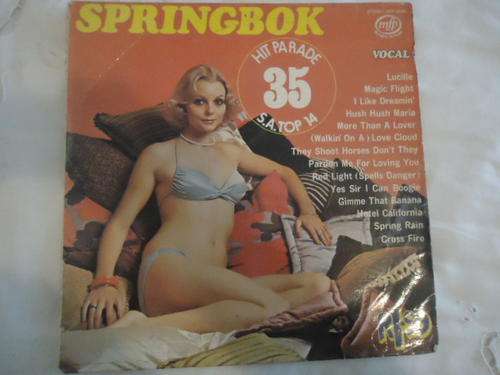 SPRINGBOK
mfp
HIT PARADE
35
S.A. TOP 14
VOCAL
Lucille
Magic Flight
I Like Dreamin'
Hush Hush Maria
More Than A Lover
(Walkin On A) Love Cloud
They Shoot Horses Don't They
Pardon Me For Loving You
Red Light (Spells Danger)
Yes Sir I Can Boogie
Gimme That Banana
Hotel California
Spring Rain
Cross Fire